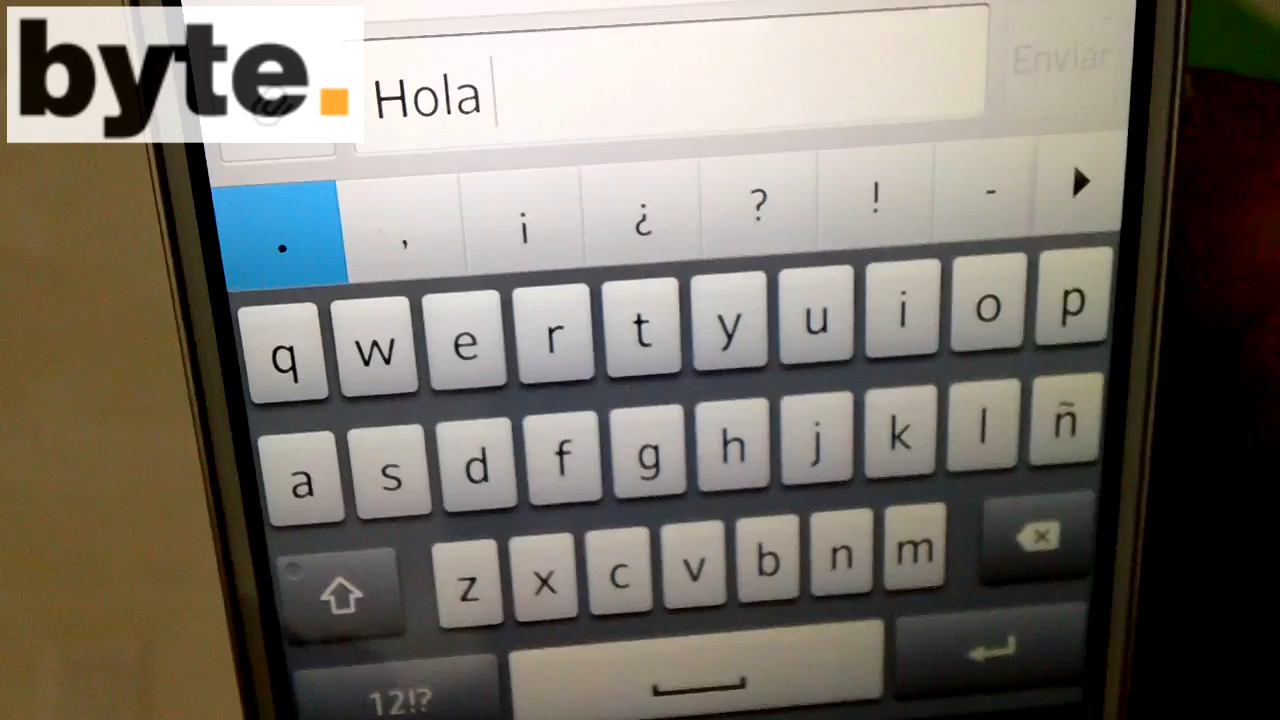 byte.
Hola
Enviar
. , ¡ ¿ ? ! -
q w e r t y u i o p
a s d f g h j k l ñ
z x c v b n m
12!?